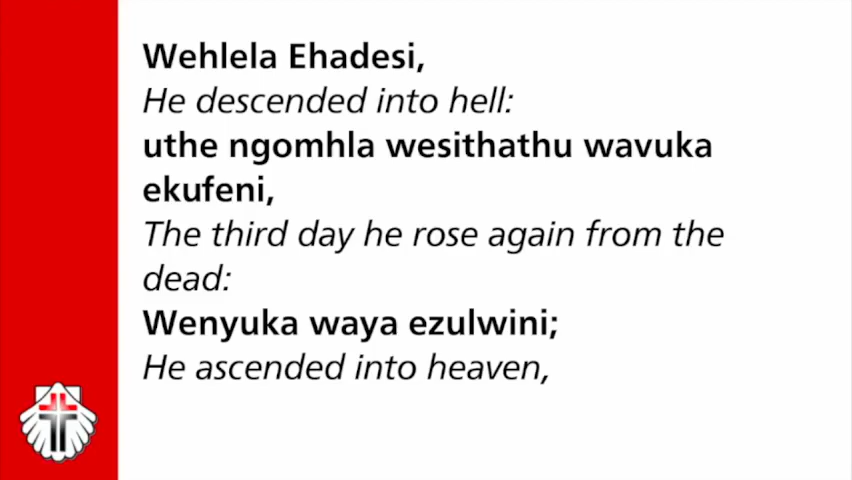 Wehlela Ehadesi,
He descended into hell:
uthe ngomhla wesithathu wavuka
ekufeni,
The third day he rose again from the
dead:
Wenyuka waya ezulwini;
He ascended into heaven,